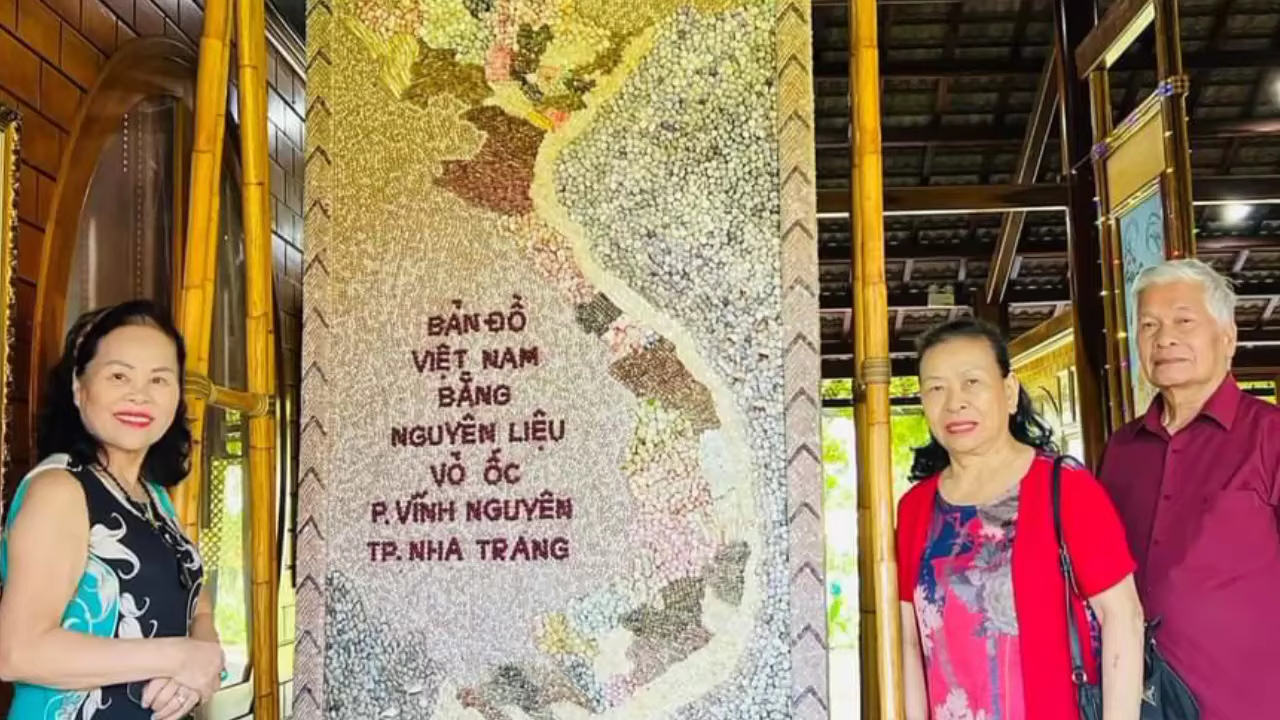 BẢN ĐỒ
VIỆT NAM
BẰNG
NGUYÊN LIỆU
VỎ ỐC
P. VĨNH NGUYÊN
TP. NHA TRANG